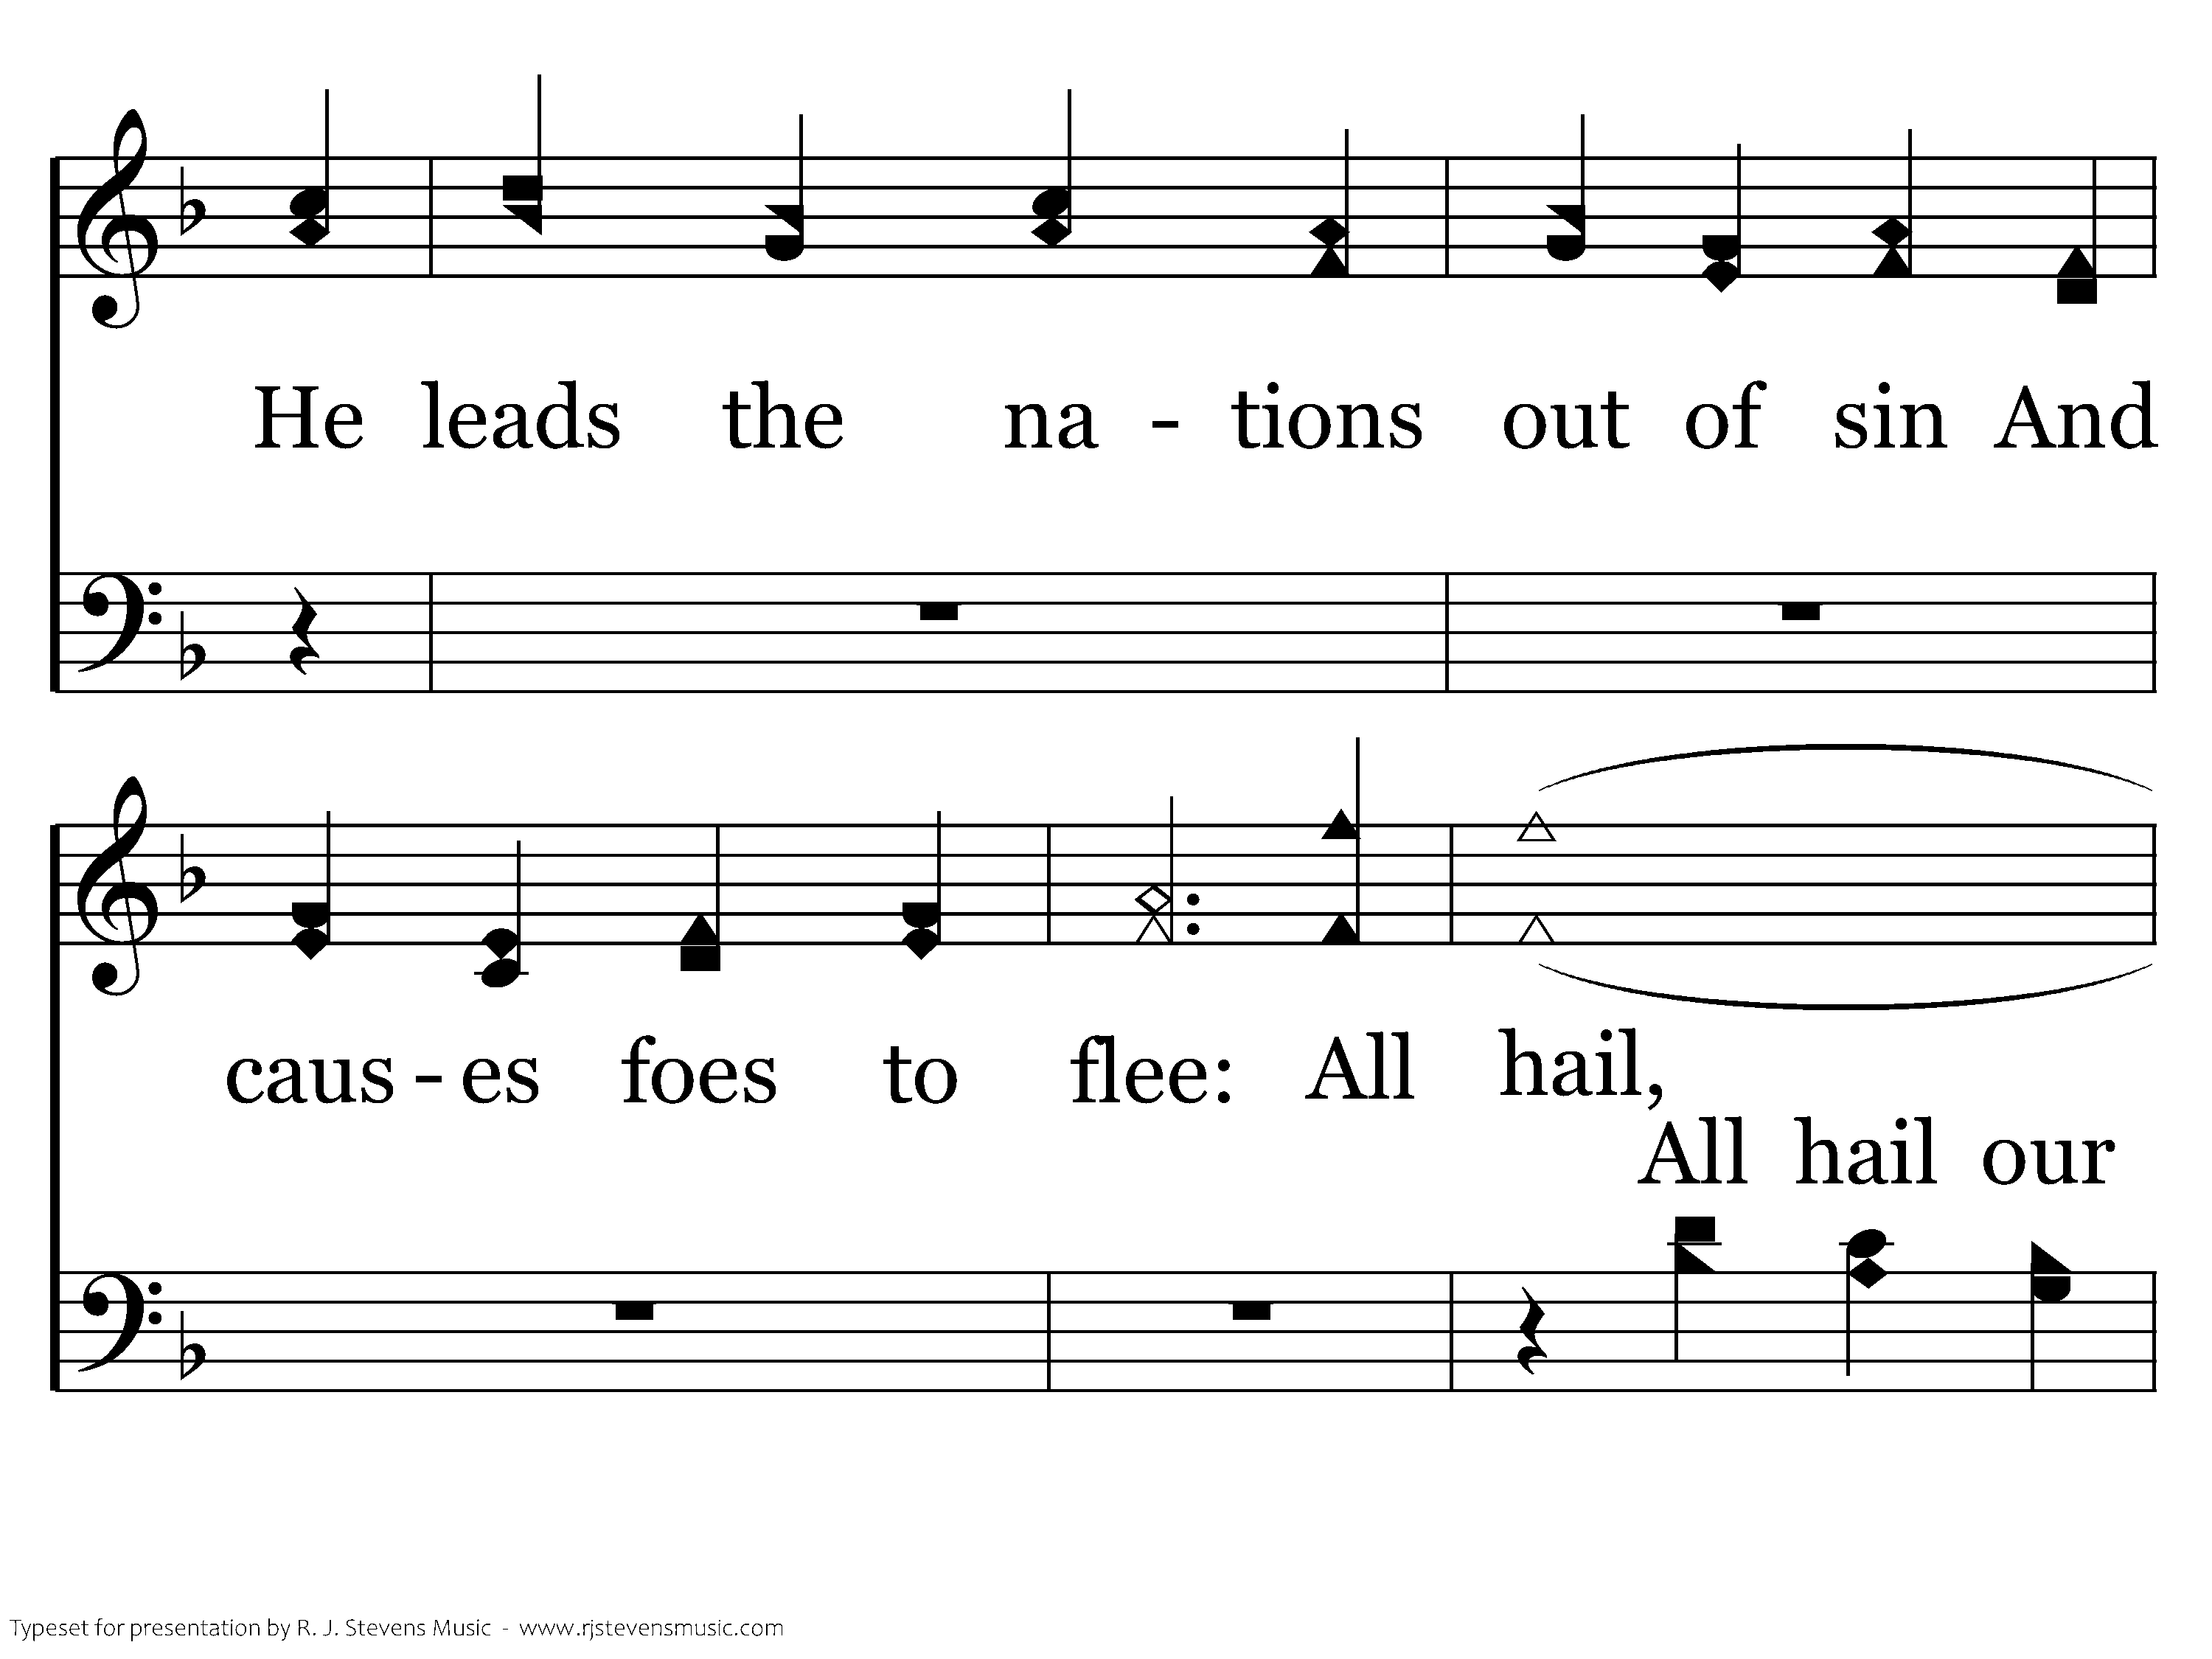 He leads the na - tions out of sin And
caus - es foes to flee: All hail,
All hail our
Typeset for presentation by R. J. Stevens Music - www.rjstevensmusic.com